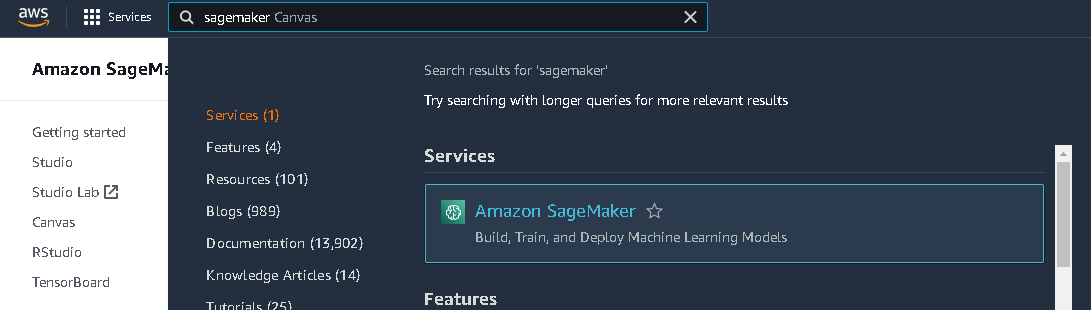 aws
Services
sagemaker Canvas
Amazon SageMa
Getting started
Studio
Studio Lab
Canvas
RStudio
TensorBoard
Services (1)
Features (4)
Resources (101)
Blogs (989)
Documentation (13,902)
Knowledge Articles (14)
Tutorials (25)
Search results for 'sagemaker'
Try searching with longer queries for more relevant results
Services
Amazon SageMaker
Build, Train, and Deploy Machine Learning Models
Features